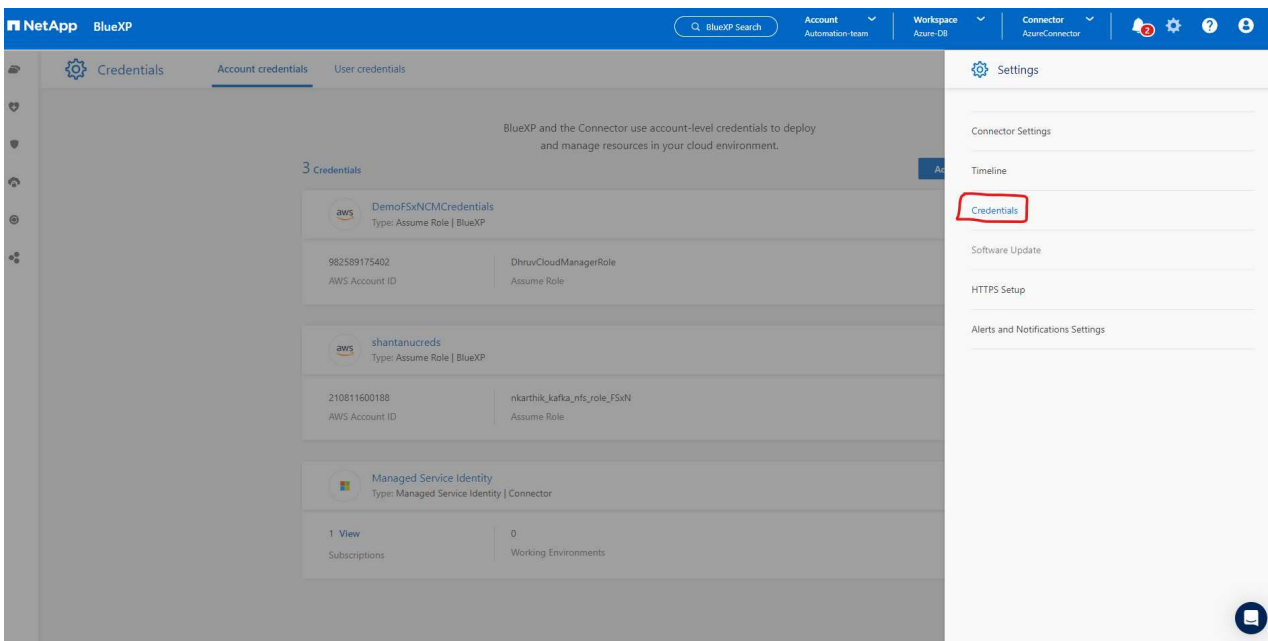 NetApp BlueXP
BlueXP Search
Account
Automation-team
Workspace
Azure-DB
Connector
AzureConnector
2
Credentials
Account credentials
User credentials
BlueXP and the Connector use account-level credentials to deploy
and manage resources in your cloud environment.
3 Credentials
aws
DemoFSxNCMCredentials
Type: Assume Role | BlueXP
982589175402
DhruvCloudManagerRole
AWS Account ID
Assume Role
aws
shantanucreds
Type: Assume Role | BlueXP
210811600188
nkarthik_kafka_nfs_role_FSxN
AWS Account ID
Assume Role
Managed Service Identity
Type: Managed Service Identity | Connector
1 View
0
Subscriptions
Working Environments
Settings
Connector Settings
Timeline
Credentials
Software Update
HTTPS Setup
Alerts and Notifications Settings